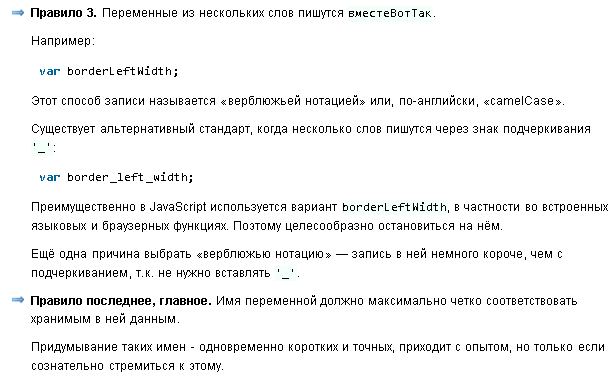 Правило 3. Переменные из нескольких слов пишутся вместеВотТак.
Например:
var borderLeftWidth;
Этот способ записи называется «верблюжьей нотацией» или, по-английски, «camelCase».
Существует альтернативный стандарт, когда несколько слов пишутся через знак подчеркивания
'_':
var border_left_width;
Преимущественно в JavaScript используется вариант borderLeftWidth, в частности во встроенных
языковых и браузерных функциях. Поэтому целесообразно остановиться на нём.
Ещё одна причина выбрать «верблюжью нотацию» — запись в ней немного короче, чем с
подчеркиванием, т.к. не нужно вставлять '_'.
Правило последнее, главное. Имя переменной должно максимально четко соответствовать
хранимым в ней данным.
Придумывание таких имен - одновременно коротких и точных, приходит с опытом, но только если
сознательно стремиться к этому.